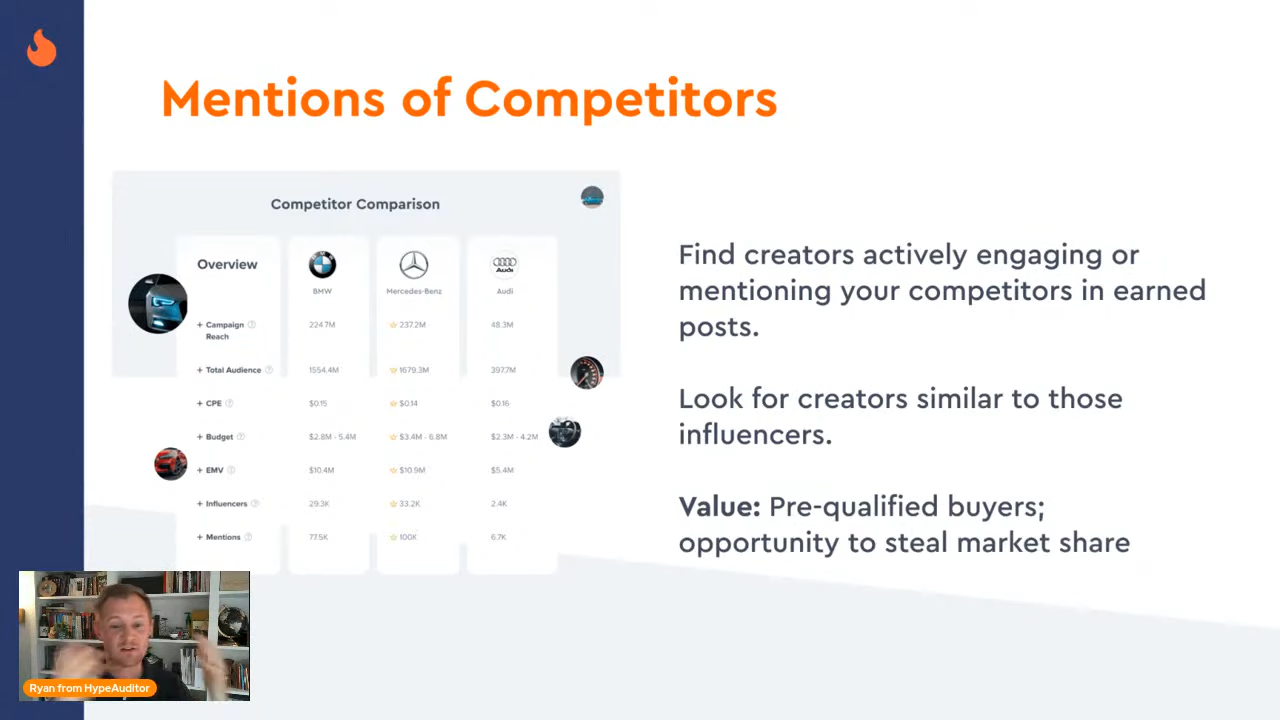 Mentions of Competitors
Competitor Comparison
Overview
BMW
Mercedes-Benz
Audi
Audi
+ Campaign Reach ? 224.7M 237.2M 48.3M
+ Total Audience ? 1554.4M 1679.3M 397.7M
+ CPE ? $0.15 $0.14 $0.16
+ Budget ? $2.8M - 5.4M $3.4M - 6.8M $2.3M - 4.2M
+ EMV ? $10.4M $10.9M $5.4M
+ Influencers ? 29.3K 33.2K 2.4K
+ Mentions ? 77.5K 100K 6.7K
Find creators actively engaging or
mentioning your competitors in earned
posts.
Look for creators similar to those
influencers.
Value: Pre-qualified buyers;
opportunity to steal market share
Ryan from HypeAuditor